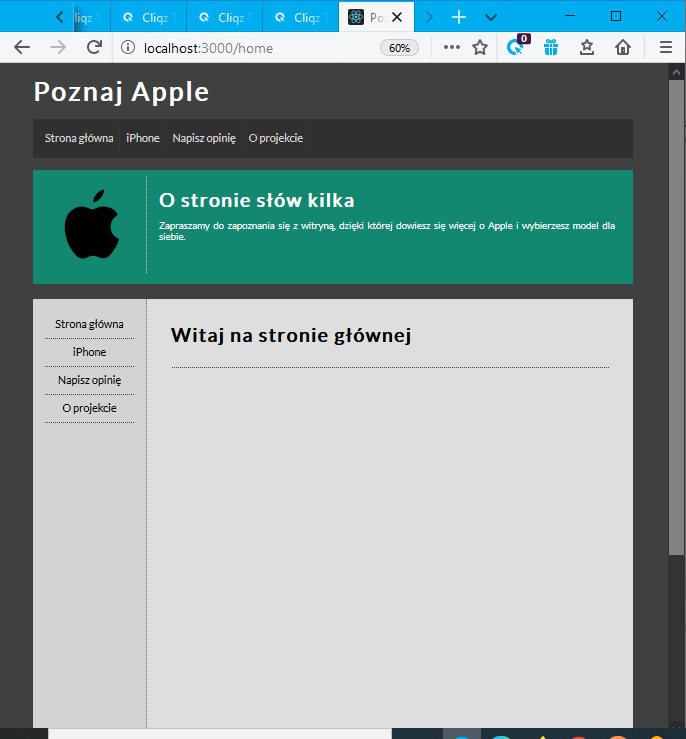 Cliqz
Cliqz
Cliqz
localhost:3000/home
60%
0
Poznaj Apple
Strona główna iPhone Napisz opinię O projekcie
O stronie słów kilka
Zapraszamy do zapoznania się z witryną, dzięki której dowiesz się więcej o Apple i wybierzesz model dla
siebie.
Strona główna
iPhone
Napisz opinię
O projekcie
Witaj na stronie głównej